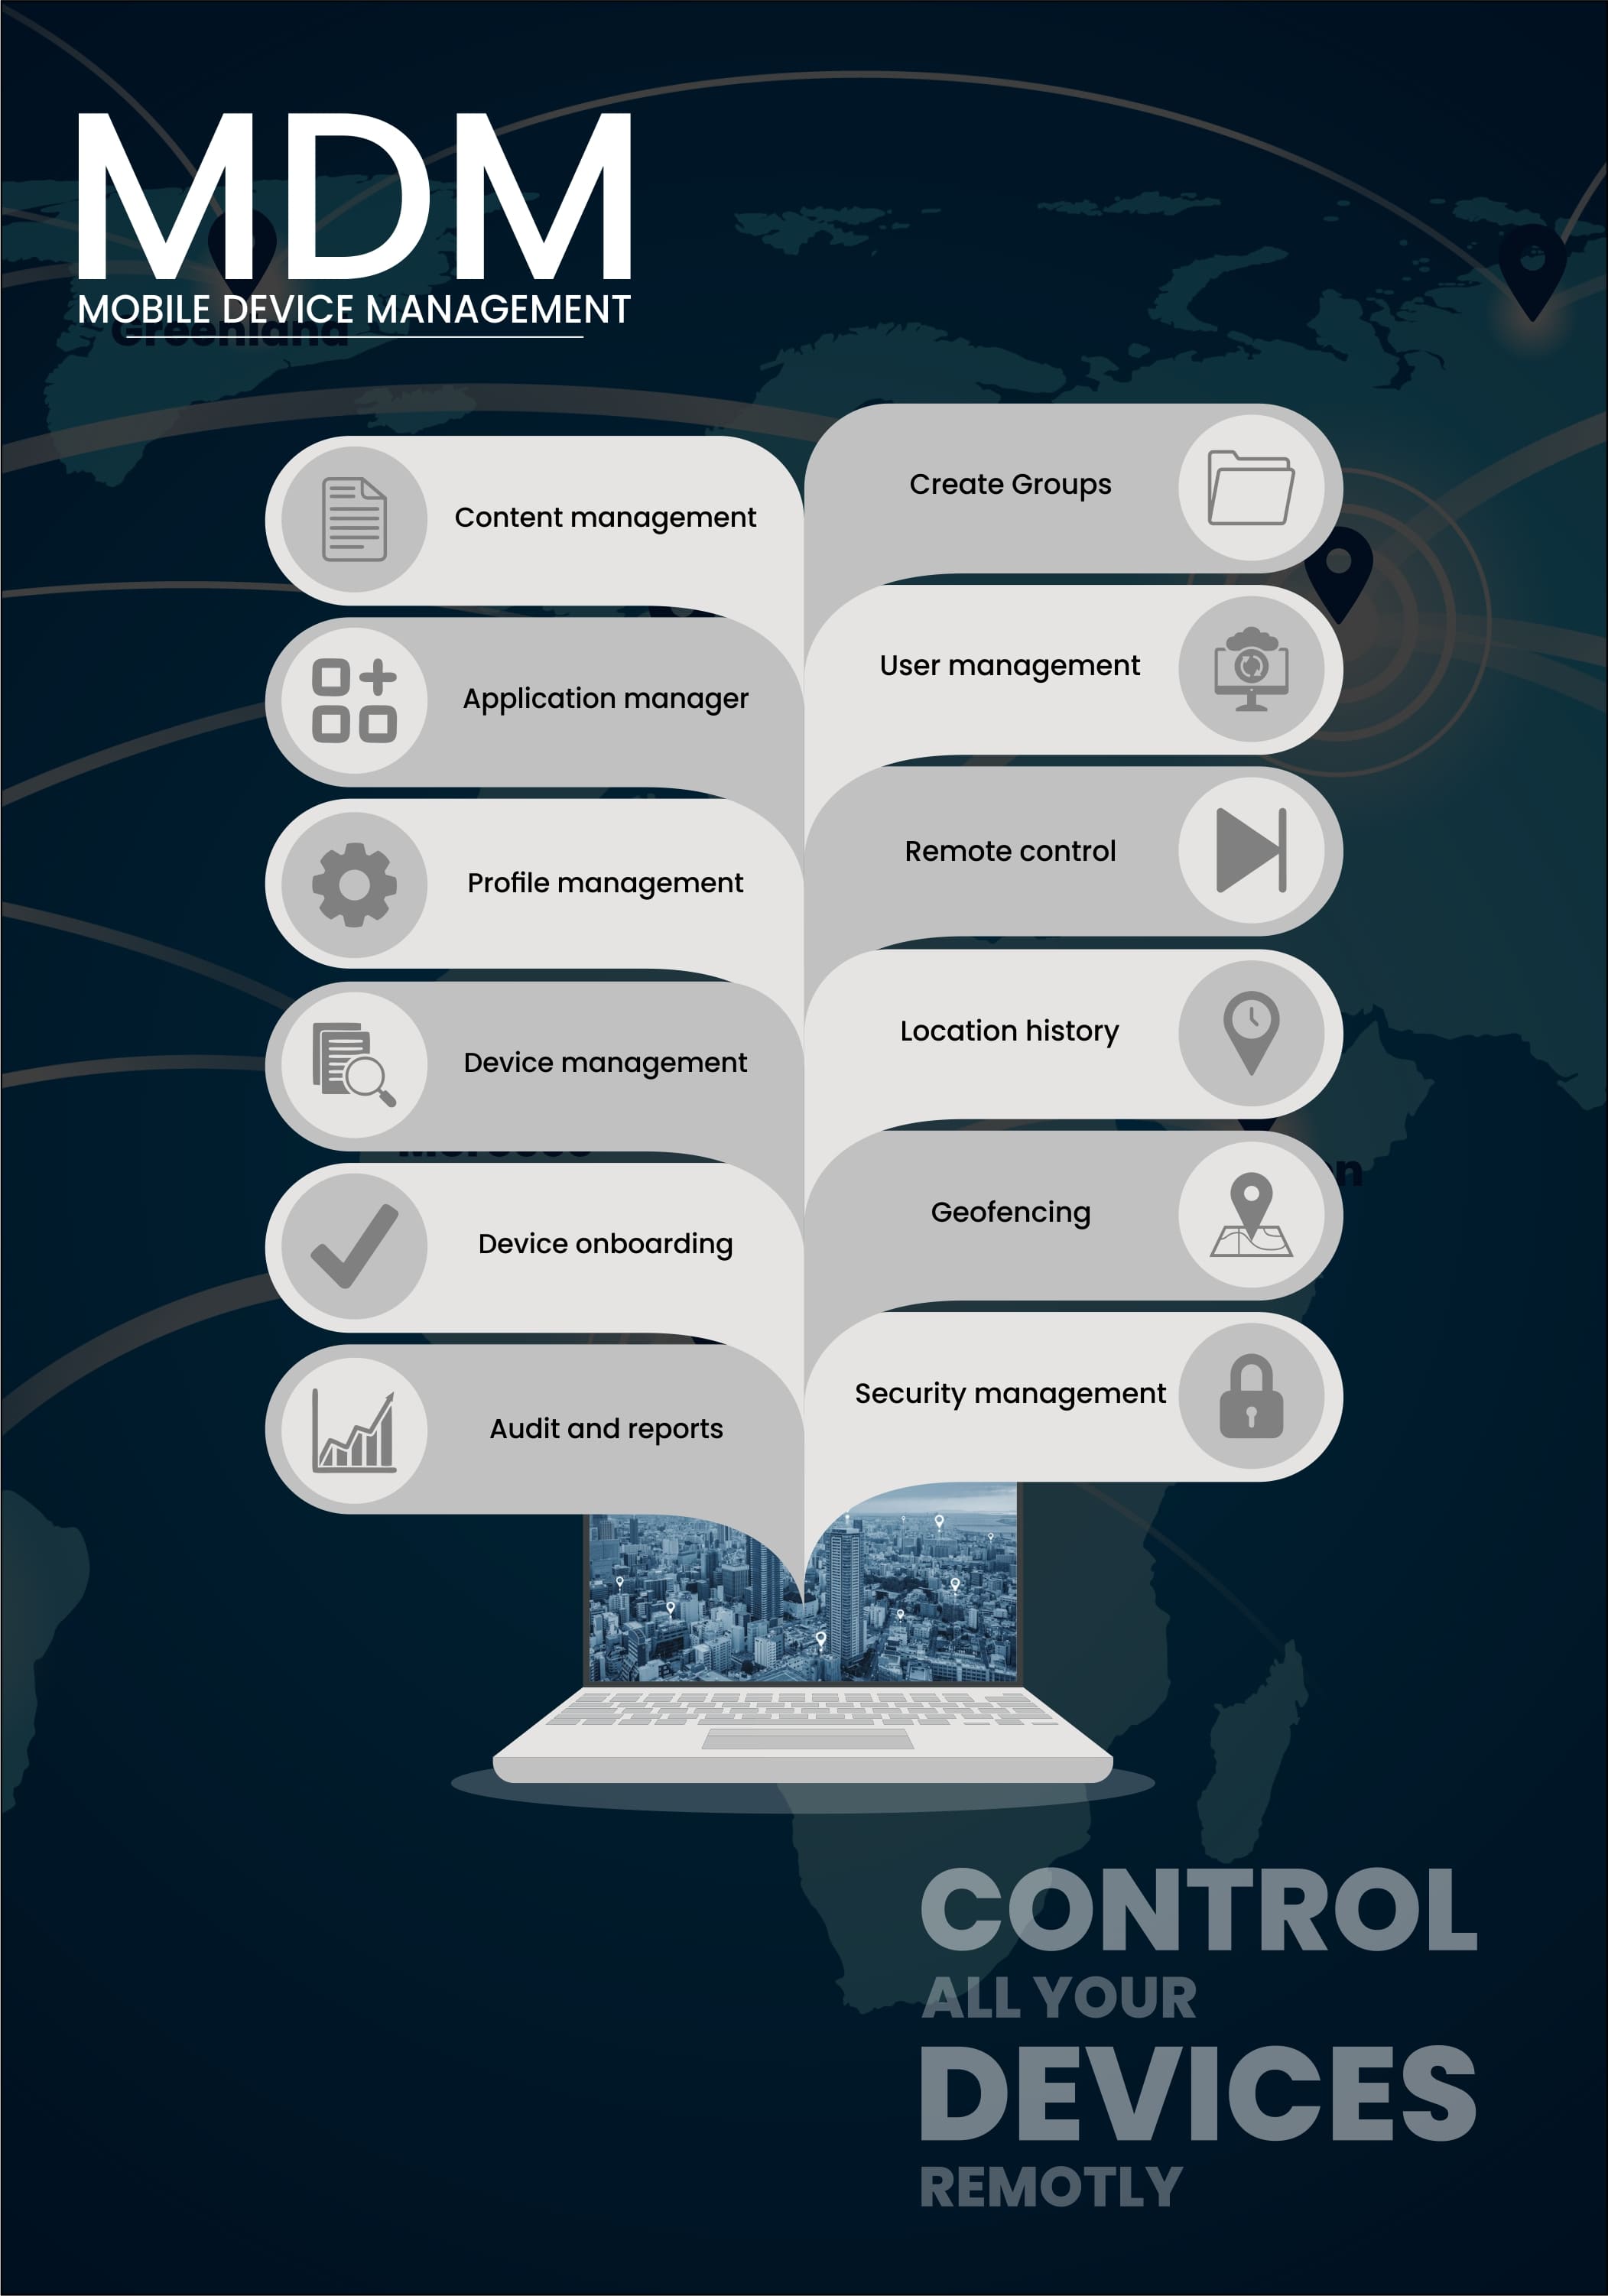 MDM
MOBILE DEVICE MANAGEMENT
Greenland
Content management
Create Groups
Application manager
User management
Profile management
Remote control
Device management
Location history
Device onboarding
Geofencing
Audit and reports
Security management
CONTROL
ALL YOUR
DEVICES
REMOTLY